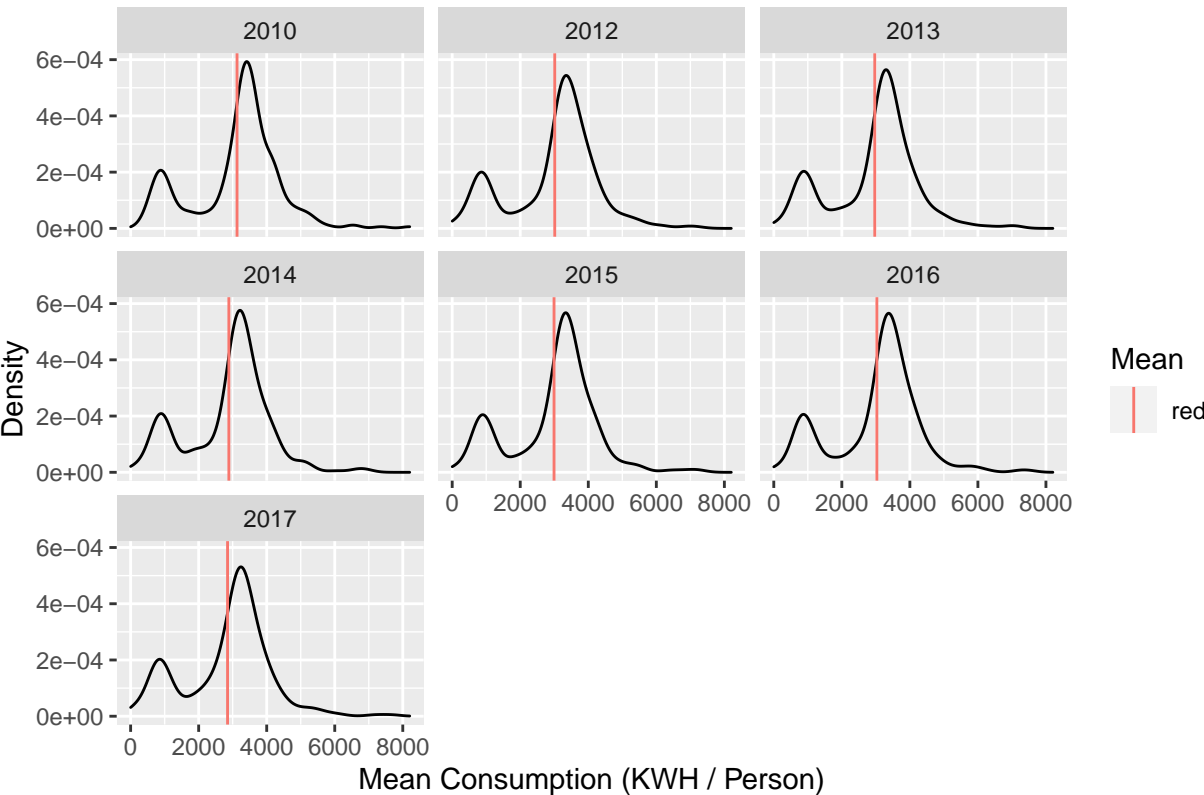 2010 2012 2013
6e−04
4e−04
2e−04
0e+00
2014 2015 2016
6e−04
4e−04
2e−04
0e+00
0 2000 4000 6000 8000 0 2000 4000 6000 8000
2017
6e−04
4e−04
2e−04
0e+00
0 2000 4000 6000 8000
Mean Consumption (KWH / Person)
Density
Mean
red